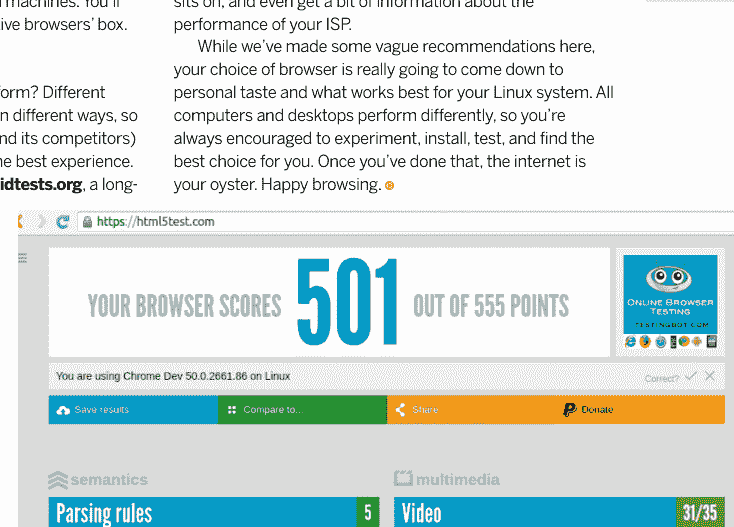 machines. You'll
ive browsers' box.
orm? Different
n different ways, so
nd its competitors)
ne best experience.
idtests.org, a long-
sits on, and even get a bit of information about the
performance of your ISP.
While we've made some vague recommendations here,
your choice of browser is really going to come down to
personal taste and what works best for your Linux system. All
computers and desktops perform differently, so you're
always encouraged to experiment, install, test, and find the
best choice for you. Once you've done that, the internet is
your oyster. Happy browsing.
https://html5test.com
YOUR BROWSER SCORES 501 OUT OF 555 POINTS
ONLINE BROWSER
TESTING
TESTINGBOT.COM
You are using Chrome Dev 50.0.2661.86 on Linux
Correct?
Save results
Compare to...
Share
Donate
semantics
multimedia
Parsing rules 5
Video 31/35